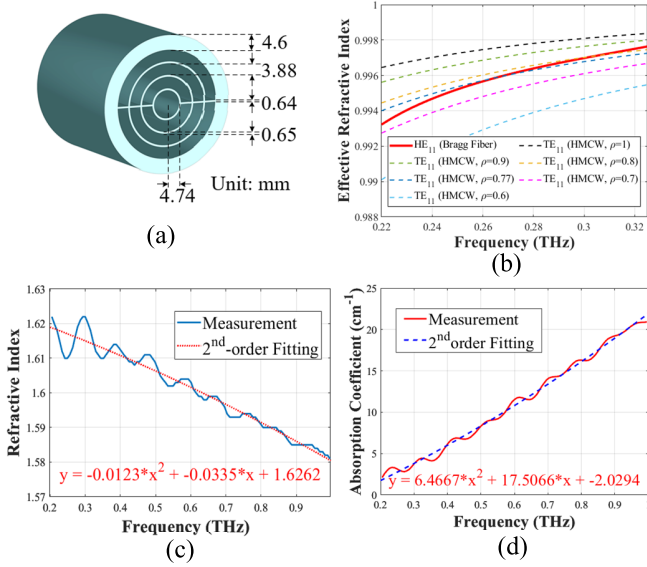 4.6
3.88
0.64
0.65
4.74
Unit: mm
(a)
Effective Refractive Index
1
0.998
0.996
0.994
0.992
0.99
0.988
HE11 (Bragg Fiber)
TE11 (HMCW, ρ=1)
TE11 (HMCW, ρ=0.9)
TE11 (HMCW, ρ=0.8)
TE11 (HMCW, ρ=0.77)
TE11 (HMCW, ρ=0.7)
TE11 (HMCW, ρ=0.6)
0.22 0.24 0.26 0.28 0.3 0.32
Frequency (THz)
(b)
Refractive Index
1.63
1.62
1.61
1.6
1.59
1.58
1.57
Measurement
2nd-order Fitting
y = -0.0123*x2 + -0.0335*x + 1.6262
0.2 0.3 0.4 0.5 0.6 0.7 0.8 0.9
Frequency (THz)
(c)
Absorption Coefficient (cm-1)
25
20
15
10
5
0
Measurement
2nd order Fitting
y = 6.4667*x2 + 17.5066*x + -2.0294
0.2 0.3 0.4 0.5 0.6 0.7 0.8 0.9
Frequency (THz)
(d)